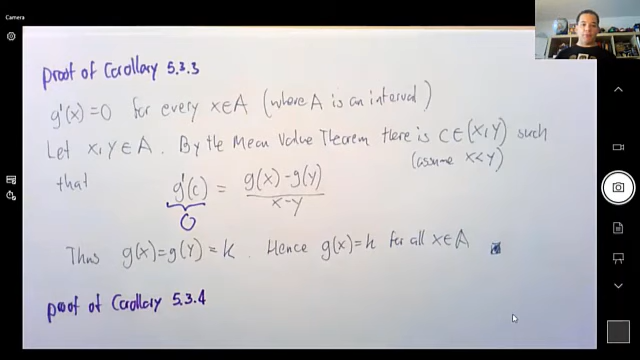 Camera
Proof of Corollary 5.3.3
g'(x)=0 for every x∈A (where A is an interval)
Let x,y∈A. By the Mean Value Theorem there is c∈(x,y) such
(assume x<y)
that g'(c) = g(x)-g(y) / x-y
0
Thus g(x)=g(y)=k. Hence g(x)=k for all x∈A
proof of Corollary 5.3.4